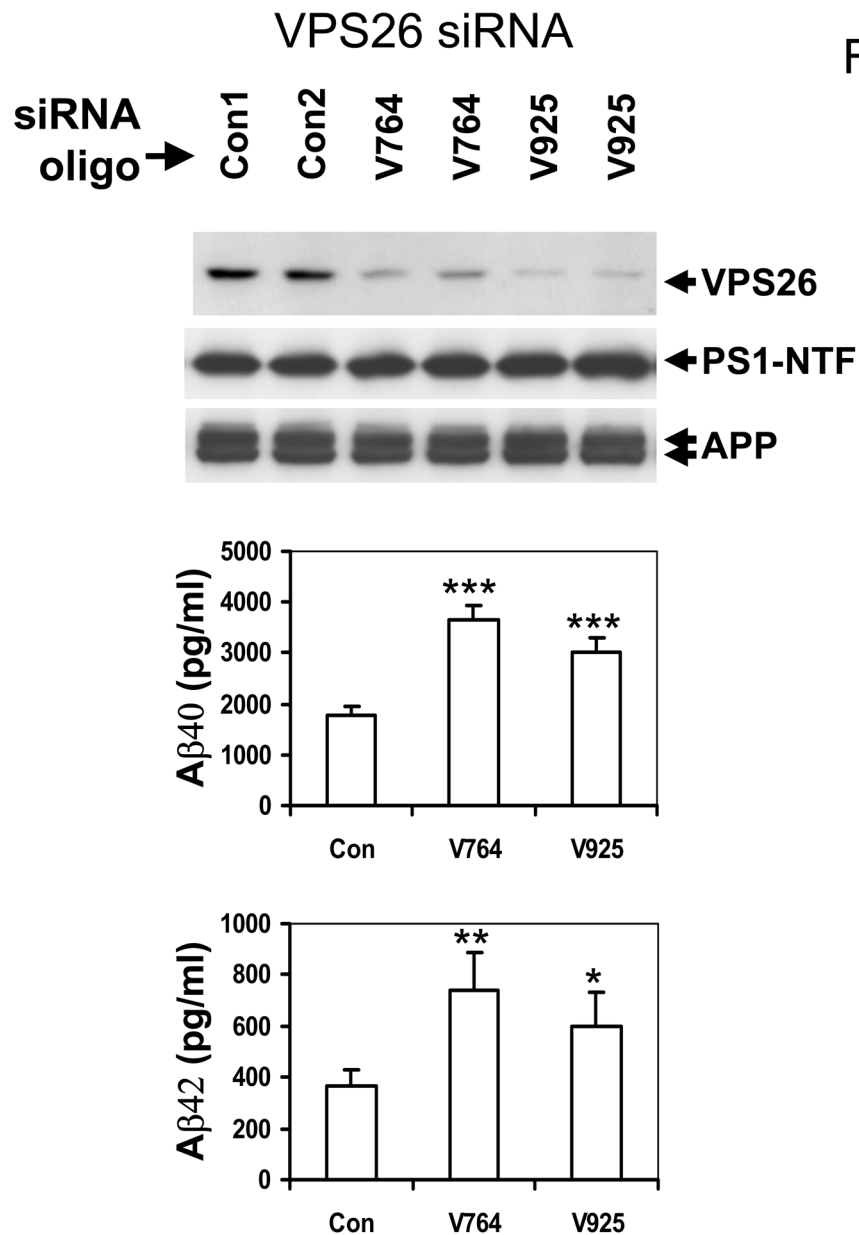 VPS26 siRNA
F
siRNA
oligo
Con1
Con2
V764
V764
V925
V925
VPS26
PS1-NTF
APP
Aβ40 (pg/ml)
5000
4000
3000
2000
1000
0
***
***
Con
V764
V925
Aβ42 (pg/ml)
1000
800
600
400
200
0
**
*
Con
V764
V925